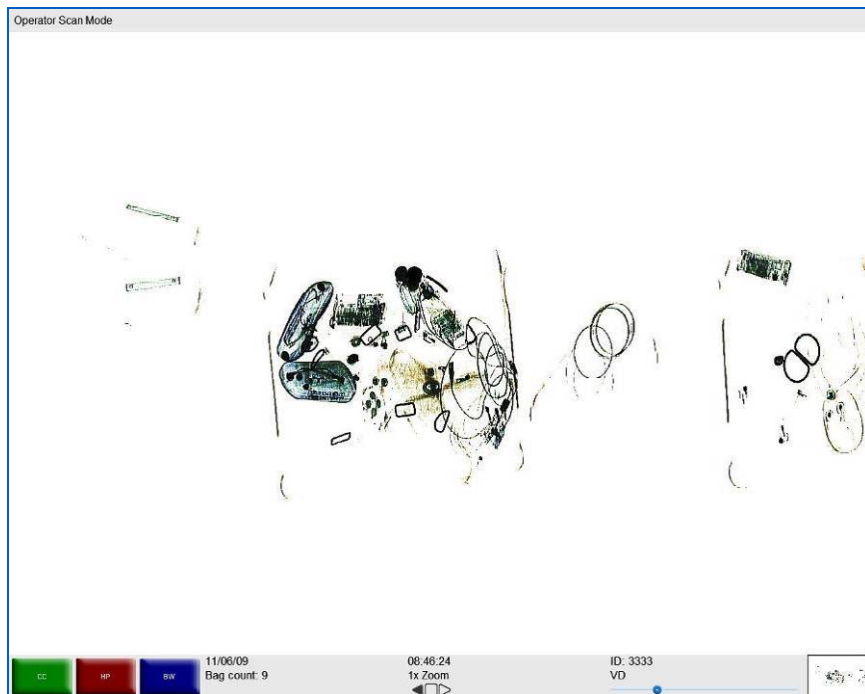 Operator Scan Mode
CC HP BW
11/06/09 08:46:24 ID: 3333
Bag count: 9 1x Zoom VD